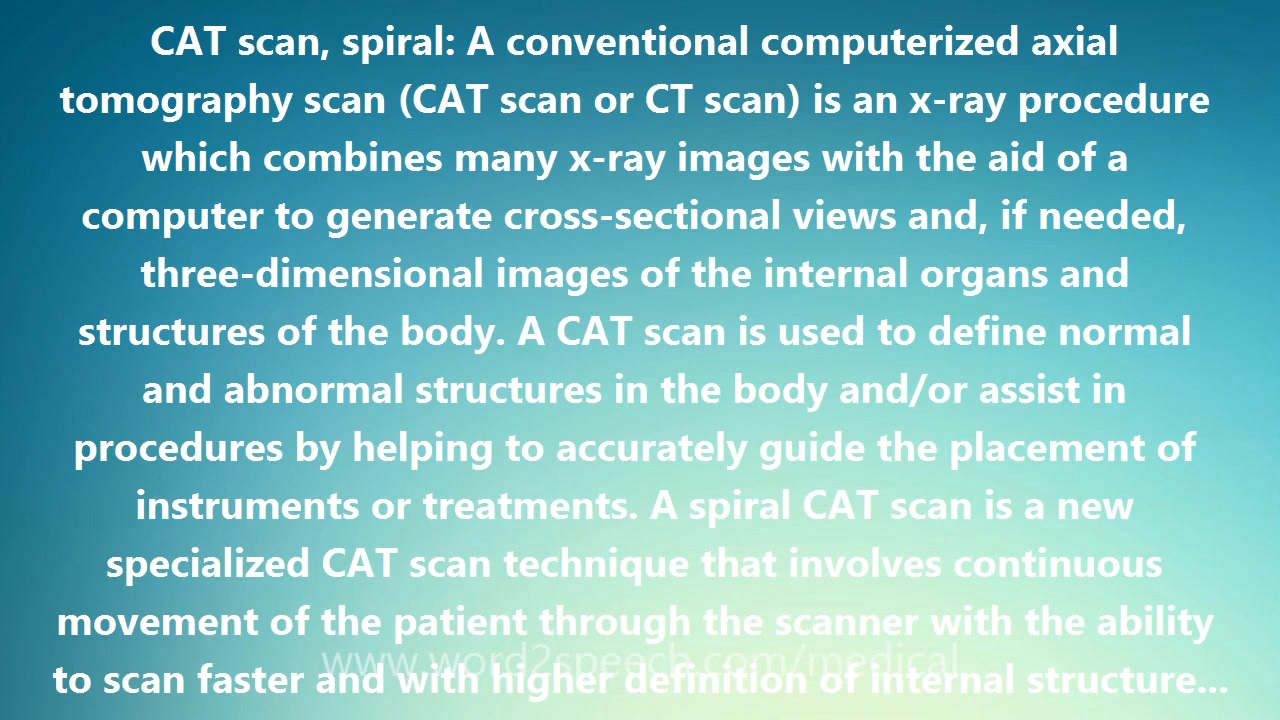 CAT scan, spiral: A conventional computerized axial
tomography scan (CAT scan or CT scan) is an x-ray procedure
which combines many x-ray images with the aid of a
computer to generate cross-sectional views and, if needed,
three-dimensional images of the internal organs and
structures of the body. A CAT scan is used to define normal
and abnormal structures in the body and/or assist in
procedures by helping to accurately guide the placement of
instruments or treatments. A spiral CAT scan is a new
specialized CAT scan technique that involves continuous
movement of the patient through the scanner with the ability
www.word2speech.com/medical
to scan faster and with higher definition of internal structure...